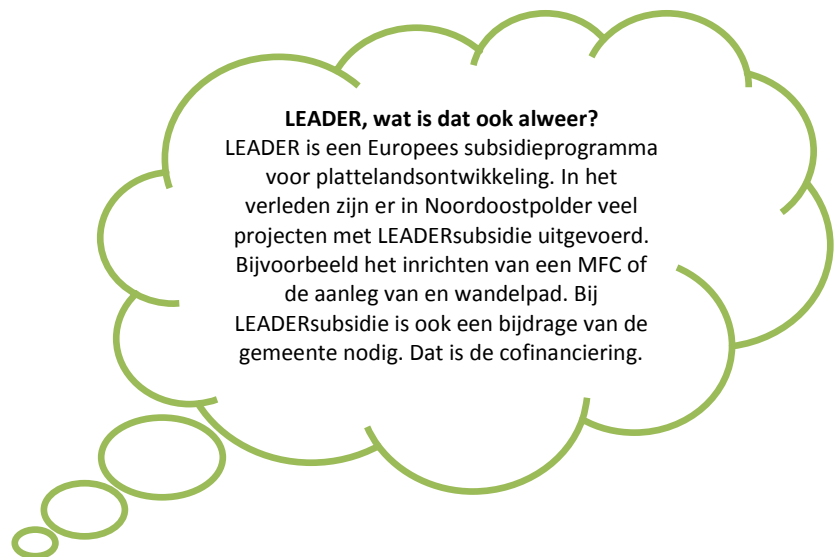 LEADER, wat is dat ook alweer?
LEADER is een Europees subsidieprogramma
voor plattelandsontwikkeling. In het
verleden zijn er in Noordoostpolder veel
projecten met LEADERsubsidie uitgevoerd.
Bijvoorbeeld het inrichten van een MFC of
de aanleg van en wandelpad. Bij
LEADERsubsidie is ook een bijdrage van de
gemeente nodig. Dat is de cofinanciering.